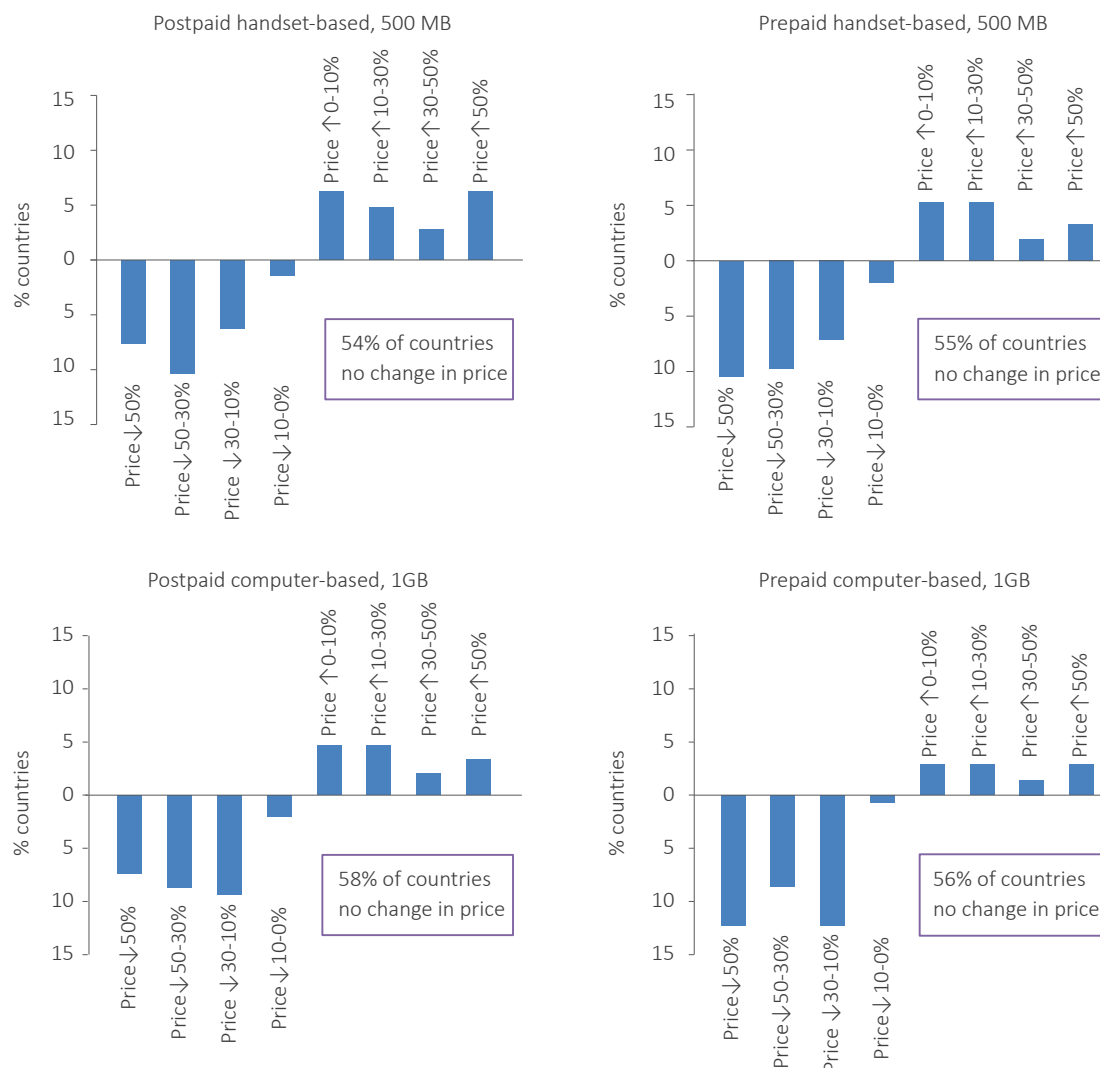 Postpaid handset-based, 500 MB
% countries
15
10
5
0
5
10
15
Price ↑0-10%
Price↑10-30%
Price↑30-50%
Price↑50%
Price↓50%
Price↓50-30%
Price ↓30-10%
Price↓10-0%
54% of countries
no change in price
Prepaid handset-based, 500 MB
% countries
15
10
5
0
5
10
15
Price ↑0-10%
Price↑10-30%
Price↑30-50%
Price↑50%
Price↓50%
Price↓50-30%
Price ↓30-10%
Price↓10-0%
55% of countries
no change in price
Postpaid computer-based, 1GB
% countries
15
10
5
0
5
10
15
Price ↑0-10%
Price↑10-30%
Price↑30-50%
Price↑50%
Price↓50%
Price↓50-30%
Price ↓30-10%
Price↓10-0%
58% of countries
no change in price
Prepaid computer-based, 1GB
% countries
15
10
5
0
5
10
15
Price ↑0-10%
Price↑10-30%
Price↑30-50%
Price↑50%
Price↓50%
Price↓50-30%
Price ↓30-10%
Price↓10-0%
56% of countries
no change in price